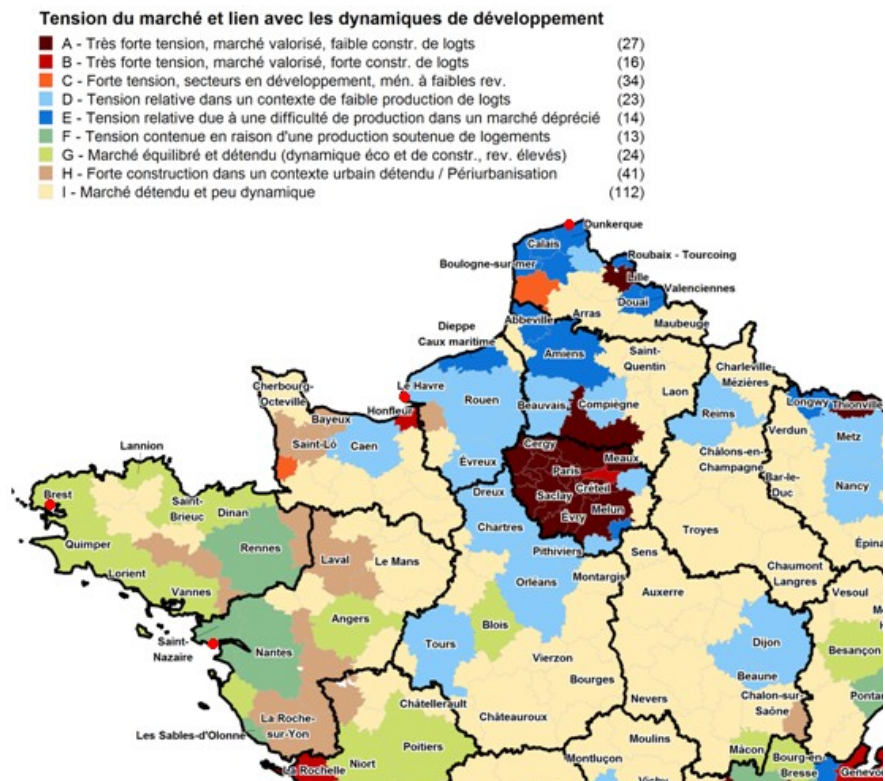 Tension du marché et lien avec les dynamiques de développement
A - Très forte tension, marché valorisé, faible constr. de logts (27)
B - Très forte tension, marché valorisé, forte constr. de logts (16)
C - Forte tension, secteurs en développement, mén. à faibles rev. (34)
D - Tension relative dans un contexte de faible production de logts (23)
E - Tension relative due à une difficulté de production dans un marché déprécié (14)
F - Tension contenue en raison d'une production soutenue de logements (13)
G - Marché équilibré et détendu (dynamique éco et de constr., rev. élevés) (24)
H - Forte construction dans un contexte urbain détendu / Périurbanisation (41)
I - Marché détendu et peu dynamique (112)
Dunkerque
Calais
Boulogne-sur-mer
Roubaix - Tourcoing
Lille
Valenciennes
Douai
Arras
Maubeuge
Abbeville
Dieppe
Caux maritime
Amiens
Saint-
Quentin
Charleville-
Mézières
Cherbourg-
Octeville
Le Havre
Honfleur
Rouen
Beauvais
Compiègne
Laon
Reims
Longwy
Thionville
Verdun
Metz
Bayeux
Saint-Lô
Caen
Évreux
Cergy
Paris
Meaux
Créteil
Saclay
Évry
Melun
Châlons-en-
Champagne
Bar-le-
Duc
Nancy
Lannion
Brest
Saint-
Brieuc
Dinan
Dreux
Chartres
Troyes
Épina
Quimper
Rennes
Laval
Le Mans
Pithiviers
Sens
Montargis
Orléans
Auxerre
Chaumont
Langres
Lorient
Vannes
Vesoul
Angers
Blois
Saint-
Nazaire
Nantes
Tours
Dijon
Besançon
Vierzon
Beaune
Bourges
Nevers
Chalon-sur-
Saône
Pontar
Les Sables-d'Olonne
La Roche-
sur-Yon
Châtellerault
Châteauroux
Poitiers
Niort
Moulins
Mâcon
Bourg-en-
Bresse
Genevoi
La Rochelle
Montluçon
Vichy